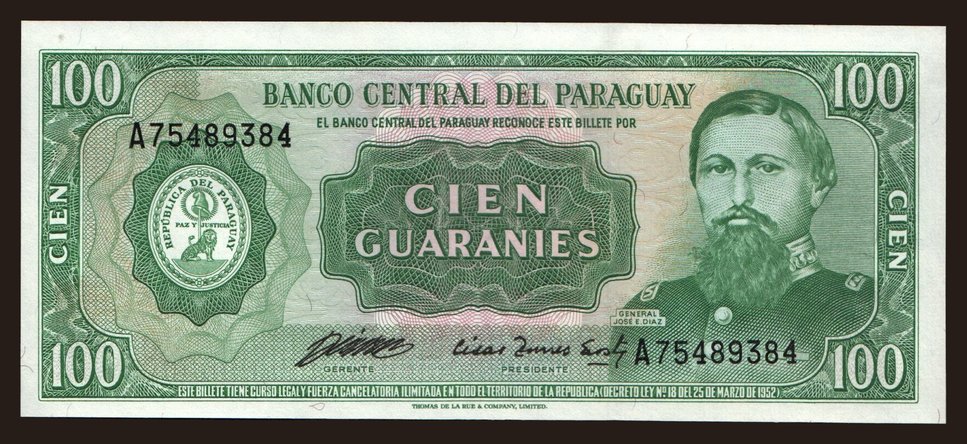 100
100
BANCO CENTRAL DEL PARAGUAY
EL BANCO CENTRAL DEL PARAGUAY RECONOCE ESTE BILLETE POR
A75489384
CIEN
REPÚBLICA DEL PARAGUAY
PAZ Y JUSTICIA
CIEN
GUARANIES
CIEN
GENERAL
JOSE E. DIAZ
A75489384
GERENTE
PRESIDENTE
100
100
ESTE BILLETE TIENE CURSO LEGAL Y FUERZA CANCELATORIA ILIMITADA EN TODO EL TERRITORIO DE LA REPUBLICA (DECRETO LEY Nº 18 DEL 25 DE MARZO DE 1952).
THOMAS DE LA RUE & COMPANY, LIMITED.